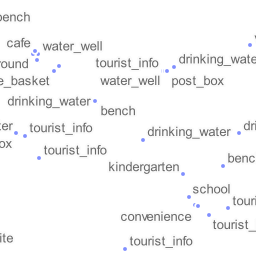 bench
cafe
water_well
tourist_info
drinking_wate
round
e_basket
water_well
post_box
drinking_water
bench
ter
tourist_info
drinking_water
dri
ox
tourist_info
benc
kindergarten
school
touri
convenience
tourist_
ite
tourist_info